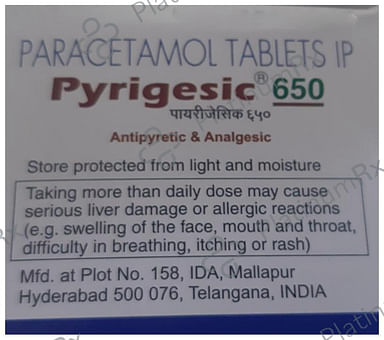 PARACETAMOL TABLETS IP
Pyrigesic® 650
पायरीजेसिक ६५०
Antipyretic & Analgesic
Store protected from light and moisture
Taking more than daily dose may cause
serious liver damage or allergic reactions
(e.g. swelling of the face, mouth and throat,
difficulty in breathing, itching or rash)
Mfd. at Plot No. 158, IDA, Mallapur
Hyderabad 500 076, Telangana, INDIA